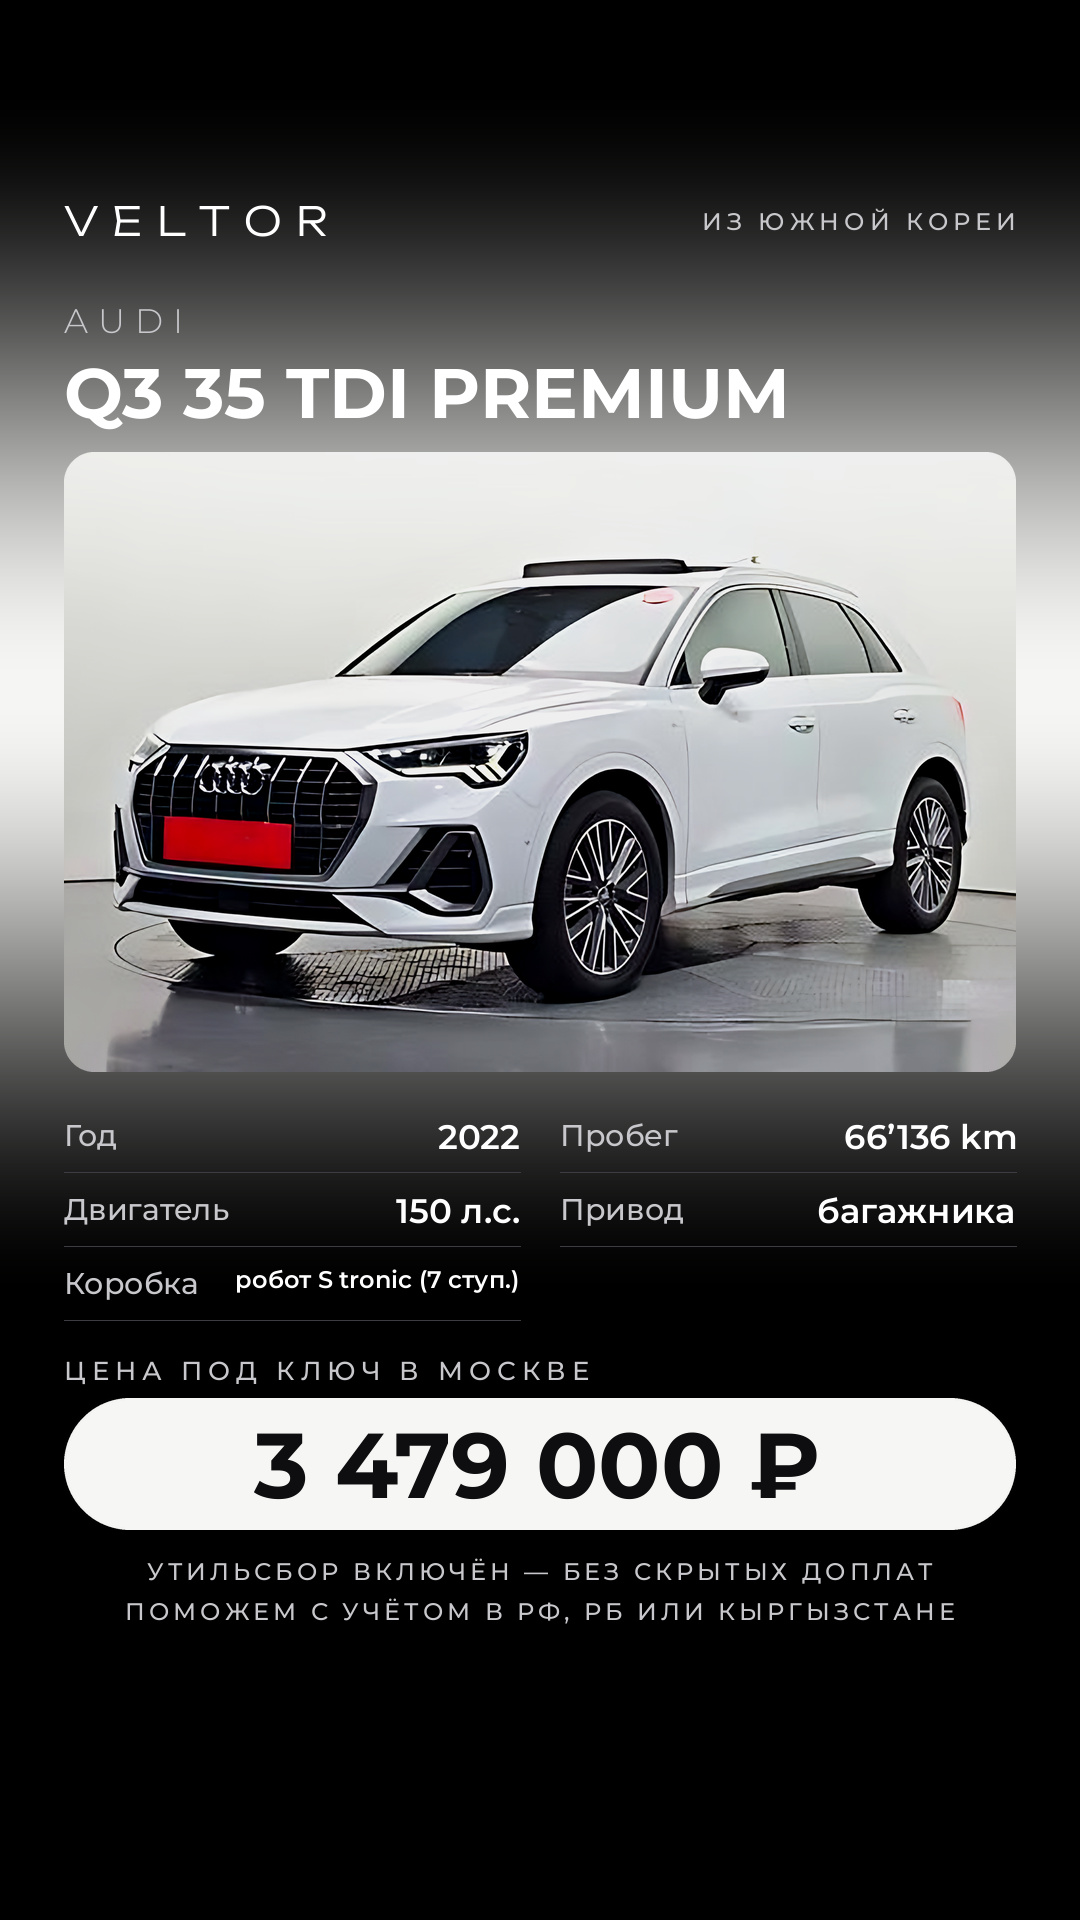 VELTOR
ИЗ ЮЖНОЙ КОРЕИ
AUDI
Q3 35 TDI PREMIUM
Год 2022
Пробег 66’136 km
Двигатель 150 л.с.
Привод багажника
Коробка робот S tronic (7 ступ.)
ЦЕНА ПОД КЛЮЧ В МОСКВЕ
3 479 000 ₽
УТИЛЬСБОР ВКЛЮЧЁН — БЕЗ СКРЫТЫХ ДОПЛАТ
ПОМОЖЕМ С УЧЁТОМ В РФ, РБ ИЛИ КЫРГЫЗСТАНЕ